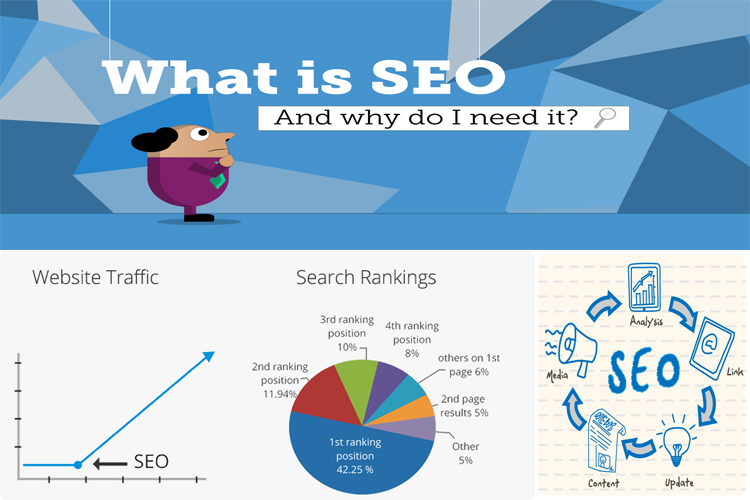 What is SEO
And why do I need it?
Website Traffic
SEO
Search Rankings
3rd ranking
position
10%
4th ranking
position
8%
others on 1st
page 6%
2nd page
results 5%
Other
5%
2nd ranking
position
11.94%
1st ranking
position
42.25 %
SEO
Analysis
Link
Update
Content
Media